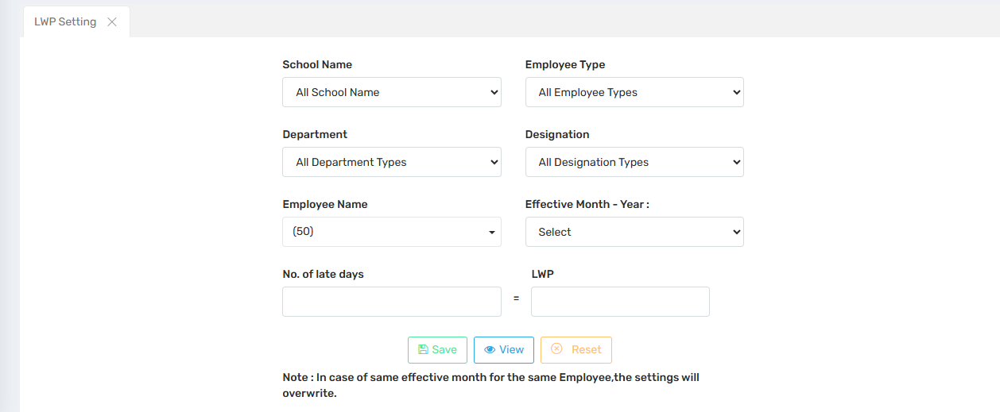 LWP Setting
School Name
Employee Type
All School Name
All Employee Types
Department
Designation
All Department Types
All Designation Types
Employee Name
Effective Month - Year :
(50)
Select
No. of late days
LWP
=
Save
View
Reset
Note : In case of same effective month for the same Employee,the settings will
overwrite.